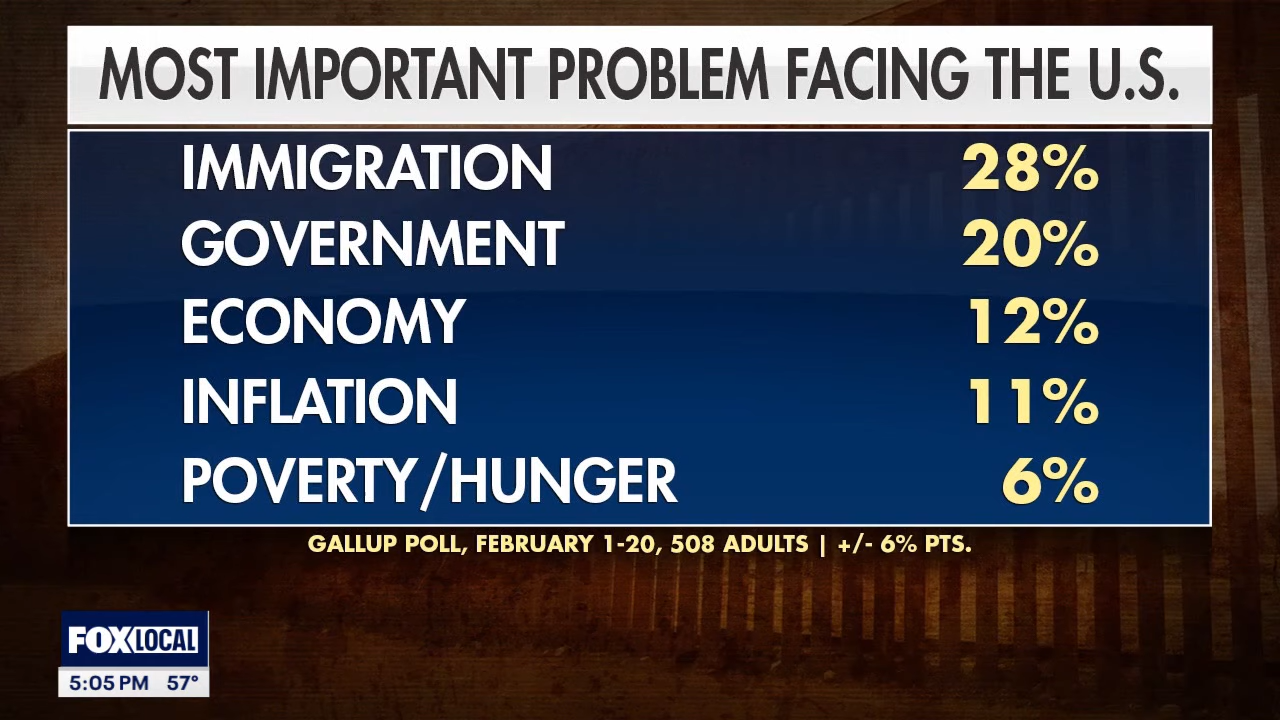 MOST IMPORTANT PROBLEM FACING THE U.S.
IMMIGRATION 28%
GOVERNMENT 20%
ECONOMY 12%
INFLATION 11%
POVERTY/HUNGER 6%
GALLUP POLL, FEBRUARY 1-20, 508 ADULTS | +/- 6% PTS.
FOX LOCAL
5:05 PM 57°